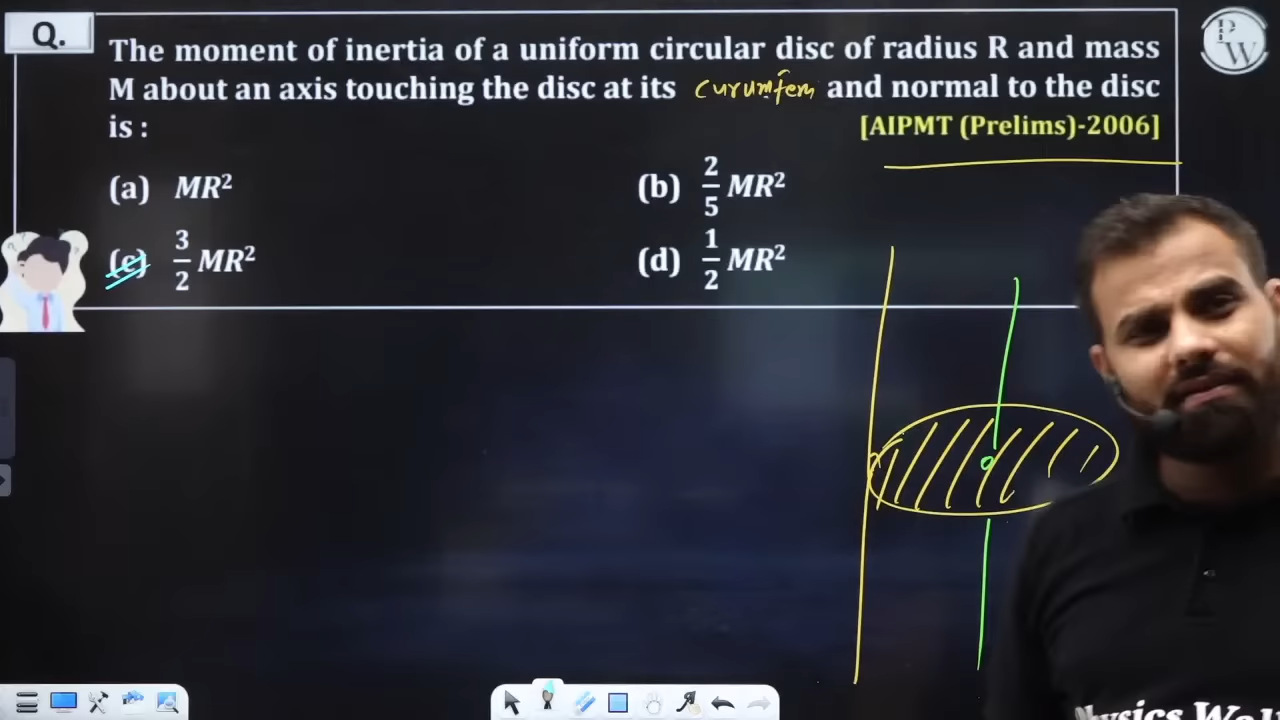 Q.
The moment of inertia of a uniform circular disc of radius R and mass
M about an axis touching the disc at its and normal to the disc
is :
[AIPMT (Prelims)-2006]
(a) MR²
(b) 2/5 MR²
(c) 3/2 MR²
(d) 1/2 MR²
P
W